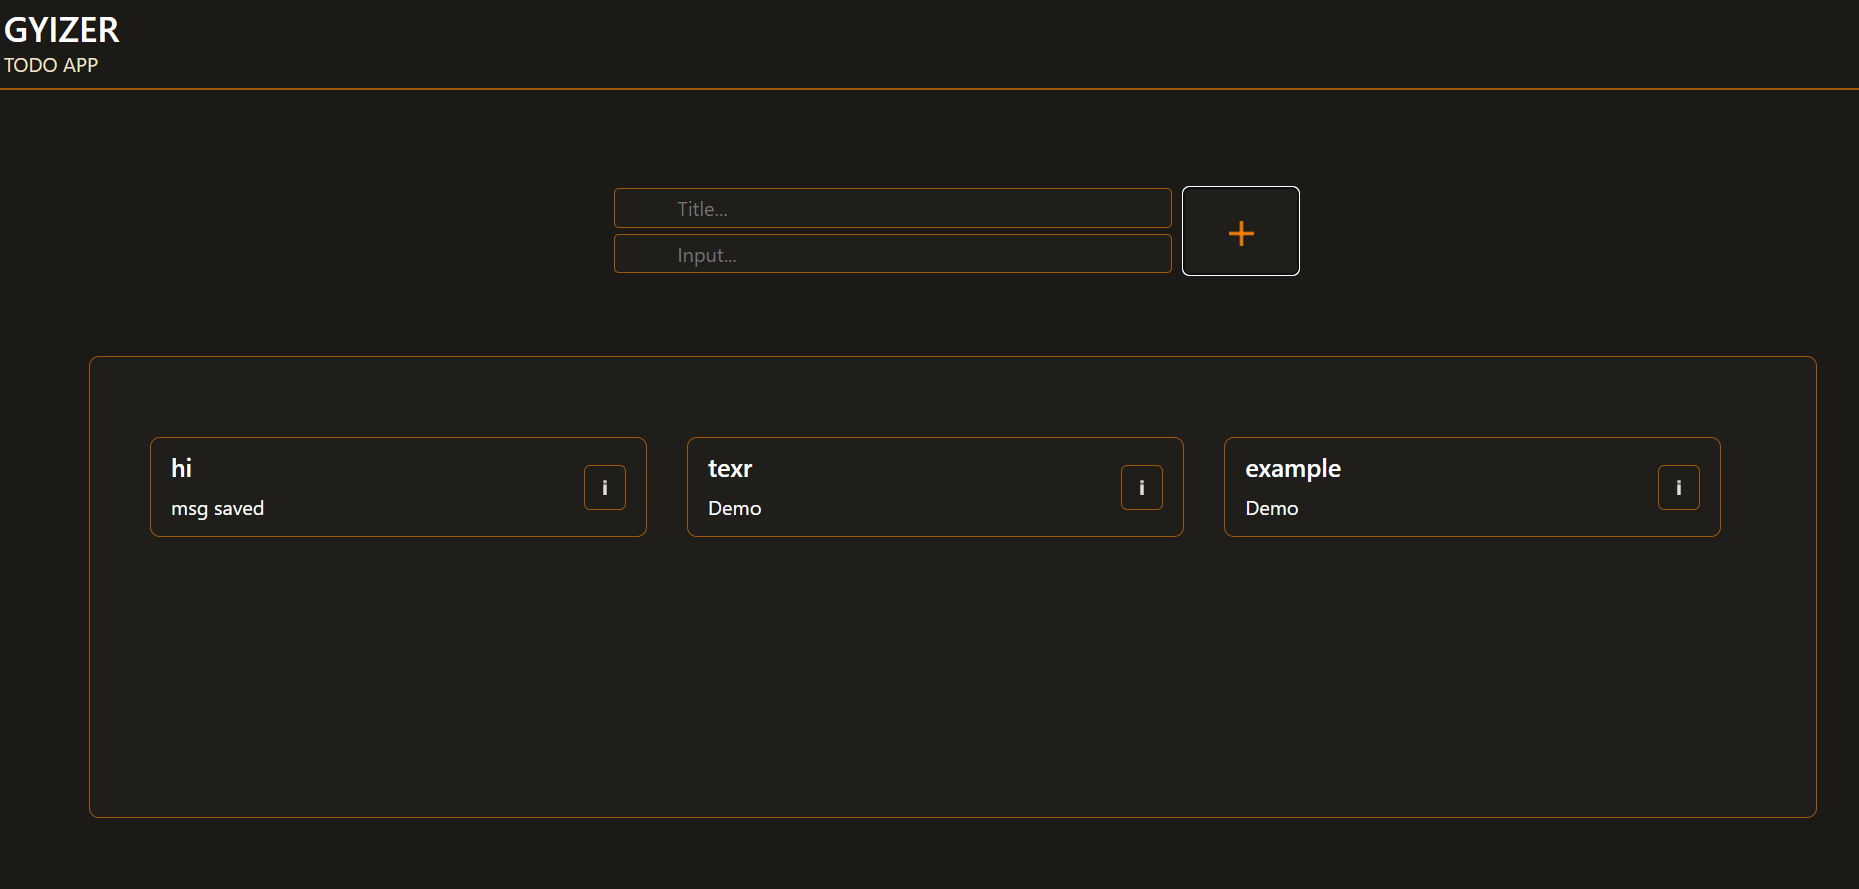 GYIZER
TODO APP
Title...
Input...
+
hi
msg saved
i
texr
Demo
i
example
Demo
i